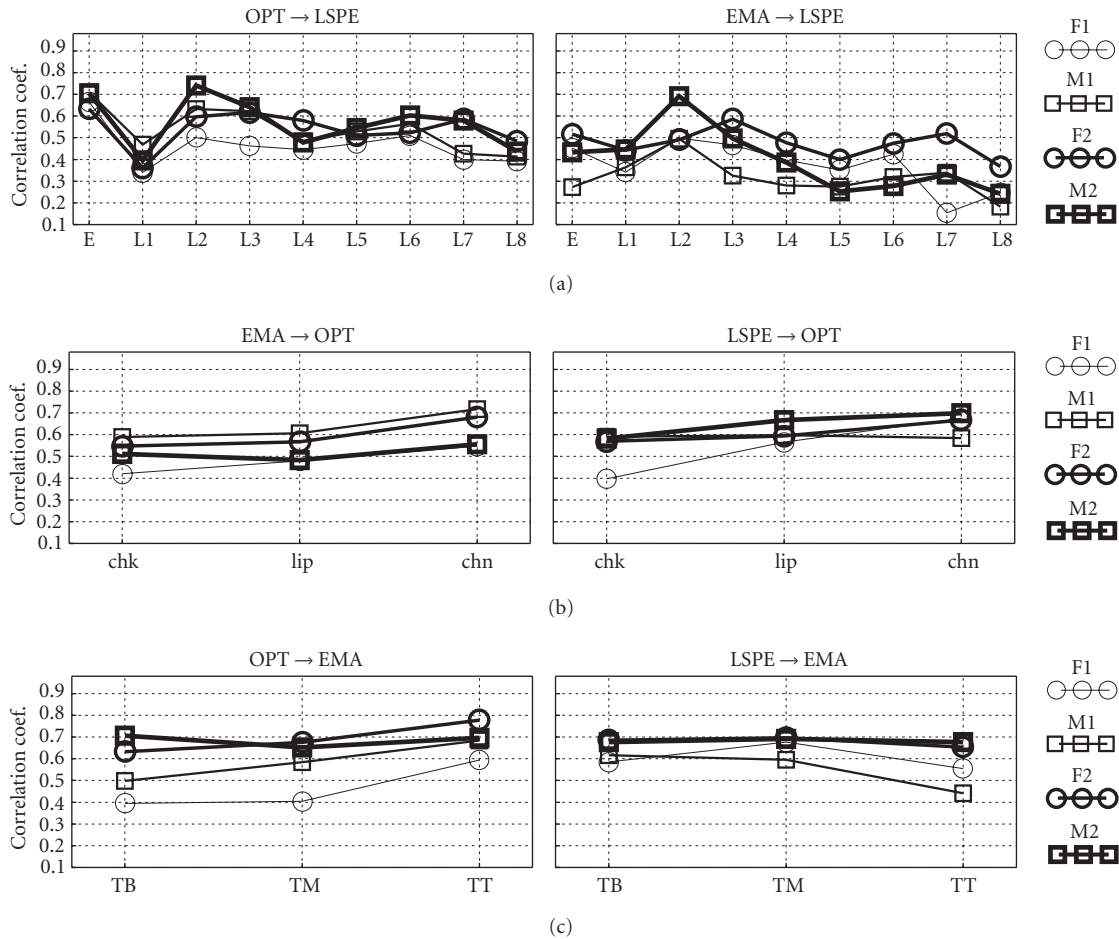 OPT → LSPE
EMA → LSPE
Correlation coef.
0.9
0.8
0.7
0.6
0.5
0.4
0.3
0.2
0.1
E L1 L2 L3 L4 L5 L6 L7 L8
E L1 L2 L3 L4 L5 L6 L7 L8
F1
M1
F2
M2
(a)
EMA → OPT
LSPE → OPT
Correlation coef.
0.9
0.8
0.7
0.6
0.5
0.4
0.3
0.2
0.1
chk lip chn
chk lip chn
F1
M1
F2
M2
(b)
OPT → EMA
LSPE → EMA
Correlation coef.
0.9
0.8
0.7
0.6
0.5
0.4
0.3
0.2
0.1
TB TM TT
TB TM TT
F1
M1
F2
M2
(c)